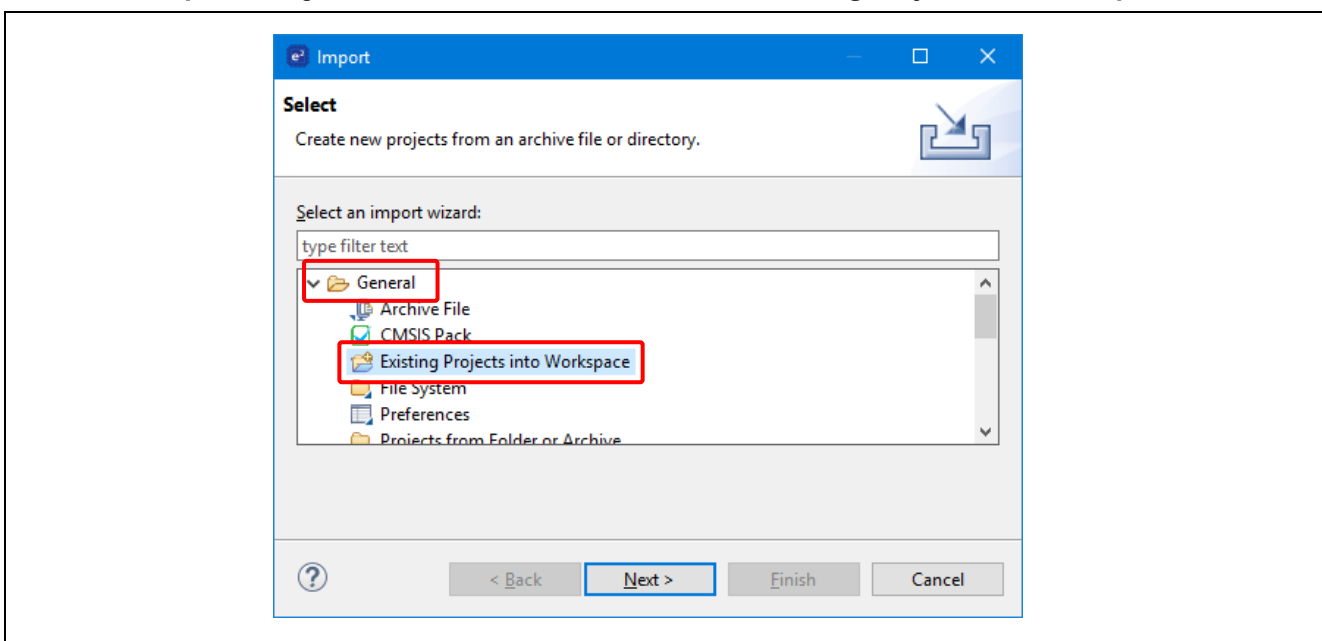 e² Import
Select
Create new projects from an archive file or directory.
Select an import wizard:
type filter text
General
Archive File
CMSIS Pack
Existing Projects into Workspace
File System
Preferences
Projects from Folder or Archive
? < Back Next > Finish Cancel